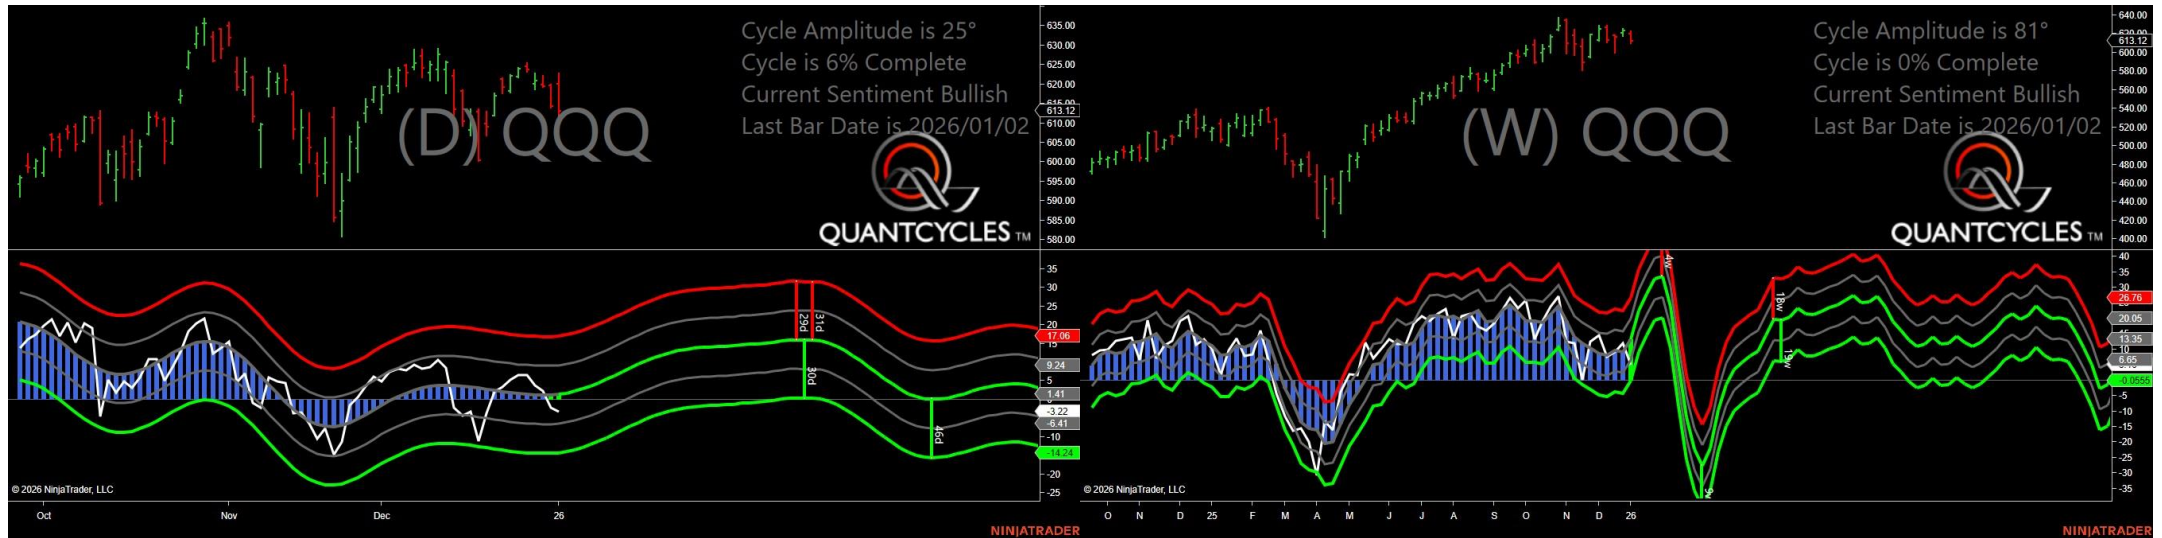 Cycle Amplitude is 25°
Cycle is 6% Complete
Current Sentiment Bullish
Last Bar Date is 2026/01/02
(D) QQQ
QUANTCYCLES TM
635.00
630.00
625.00
620.00
615.00
613.12
610.00
605.00
600.00
595.00
590.00
585.00
580.00
29d
31d
30d
46d
35
30
25
20
17.06
15
9.24
5
1.41
-3.22
-6.41
-10
-14.24
-20
-25
© 2026 NinjaTrader, LLC
Oct Nov Dec 26
NINJATRADER
Cycle Amplitude is 81°
Cycle is 0% Complete
Current Sentiment Bullish
Last Bar Date is 2026/01/02
(W) QQQ
QUANTCYCLES TM
640.00
620.00
613.12
600.00
580.00
560.00
540.00
520.00
500.00
480.00
460.00
440.00
420.00
400.00
4w
18w
19w
9w
40
35
30
26.76
20.05
15
13.35
10
6.65
-0.0555
-5
-10
-15
-20
-25
-30
-35
© 2026 NinjaTrader, LLC
O N D 25 F M A M J J A S O N D 26
NINJATRADER